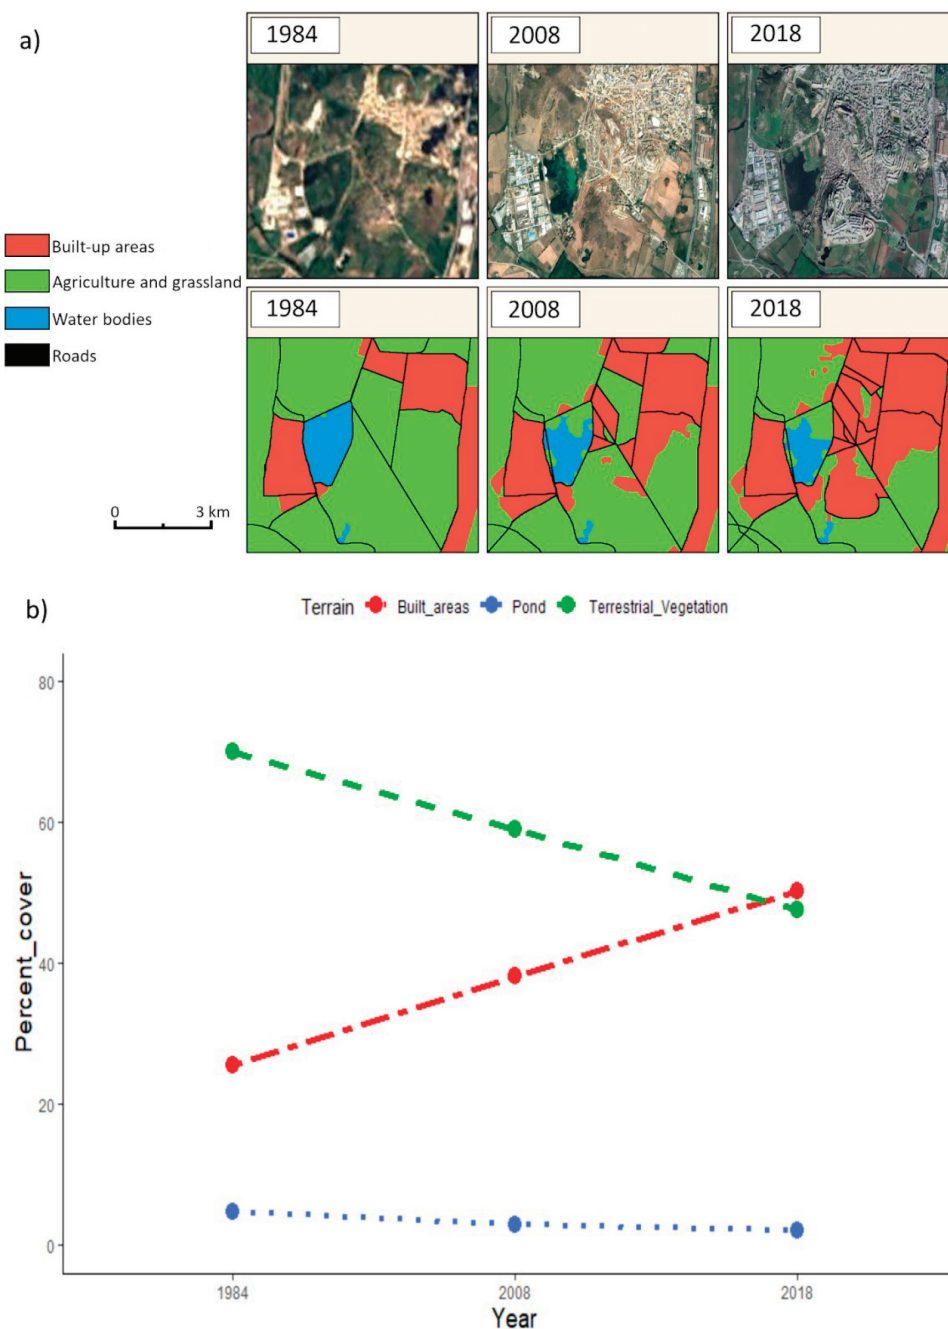 a)
1984 2008 2018
Built-up areas
Agriculture and grassland
Water bodies
Roads
1984 2008 2018
0 3 km
b)
Terrain Built_areas Pond Terrestrial_Vegetation
80
60
40
20
0
Percent_cover
1984 2008 2018
Year